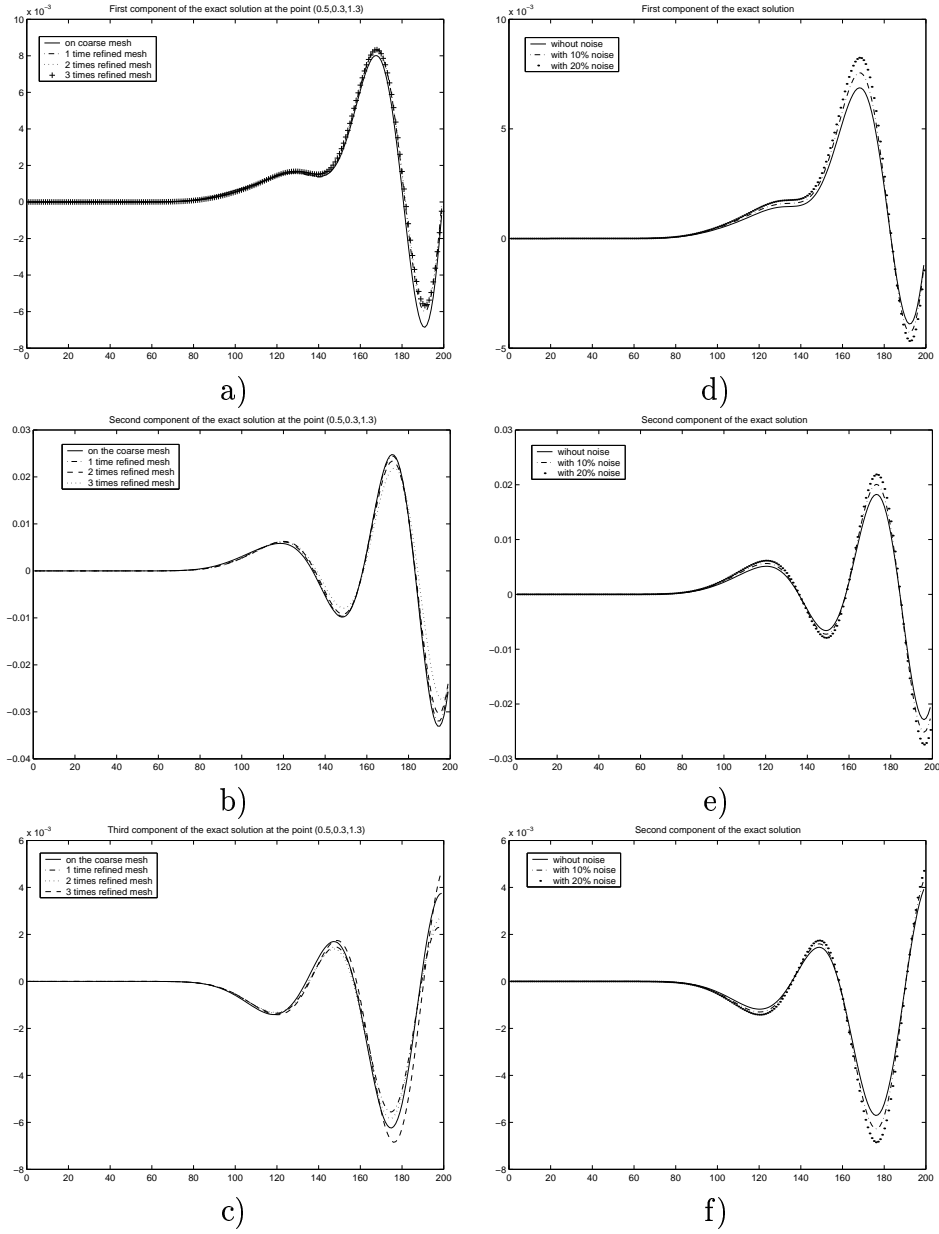 First component of the exact solution at the point (0.5,0.3,1.3)
x 10⁻³
10
8
6
4
2
0
−2
−4
−6
−8
on coarse mesh
1 time refined mesh
2 times refined mesh
3 times refined mesh
0 20 40 60 80 100 120 140 160 180 200
a)
First component of the exact solution
x 10⁻³
10
5
0
−5
wihout noise
with 10% noise
with 20% noise
0 20 40 60 80 100 120 140 160 180 200
d)
Second component of the exact solution at the point (0.5,0.3,1.3)
0.03
0.02
0.01
0
−0.01
−0.02
−0.03
−0.04
on the coarse mesh
1 time refined mesh
2 times refined mesh
3 times refined mesh
0 20 40 60 80 100 120 140 160 180 200
b)
Second component of the exact solution
0.03
0.02
0.01
0
−0.01
−0.02
−0.03
wihout noise
with 10% noise
with 20% noise
0 20 40 60 80 100 120 140 160 180 200
e)
Third component of the exact solution at the point (0.5,0.3,1.3)
x 10⁻³
6
4
2
0
−2
−4
−6
−8
on the coarse mesh
1 time refined mesh
2 times refined mesh
3 times refined mesh
0 20 40 60 80 100 120 140 160 180 200
c)
Second component of the exact solution
x 10⁻³
6
4
2
0
−2
−4
−6
−8
wihout noise
with 10% noise
with 20% noise
0 20 40 60 80 100 120 140 160 180 200
f)